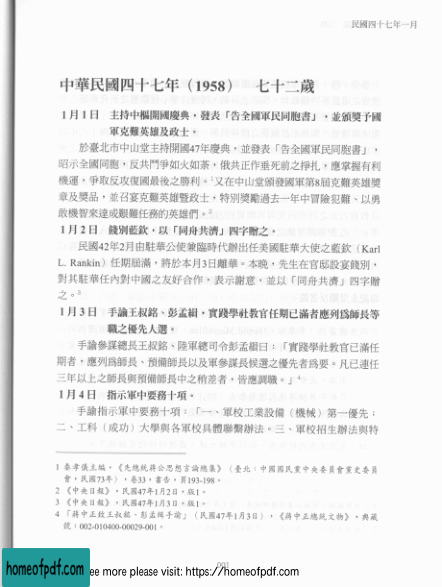 民國四十七年一月
中華民國四十七年（1958）　七十二歲
1月1日　主持中樞開國慶典，發表「告全國軍民同胞書」，並頒獎予國
軍克難英雄及政士。
於臺北市中山堂主持開國47年慶典，並發表「告全國軍民同胞書」，
昭示全國同胞，反共鬥爭如火如荼，俄共正作垂死前之掙扎，應掌握有利
機運，爭取反攻復國最後之勝利。¹又在中山堂頒發國軍第8屆克難英雄獎
章及獎品，並召宴克難英雄暨政士，特別獎勵過去一年中冒險犯難、以勇
敢機智來達成艱難任務的英雄們。²
1月2日　餞別藍欽，以「同舟共濟」四字贈之。
民國42年2月由駐華公使兼臨時代辦出任美國駐華大使之藍欽（Karl
L. Rankin）任期屆滿，將於本月3日離華。本晚，先生在官邸設宴餞別，
對其駐華任內對中國之友好合作，表示謝意，並以「同舟共濟」四字贈
之。³
1月3日　手諭王叔銘、彭孟緝，實踐學社教官任期已滿者應列為師長等
職之優先人選。
手諭參謀總長王叔銘、陸軍總司令彭孟緝曰：「實踐學社教官已滿任
期者，應列為師長、預備師長以及軍參謀長候選之優先者為要。凡已連任
三年以上之師長與預備師長中之稍差者，皆應調職。」⁴
1月4日　指示軍中要務十項。
手諭指示軍中要務十項：「一、軍校工業設備（機械）第一優先；
二、工科（成功）大學與各軍校具體聯繫辦法。三、軍校招生辦法與特
1 秦孝儀主編，《先總統蔣公思想言論總集》（臺北：中國國民黨中央委員會黨史委員
會，民國73年），卷33，書告，頁193-198。
2 《中央日報》，民國47年1月2日，版1。
3 《中央日報》，民國47年1月3日，版1。
4 「蔣中正致王叔銘、彭孟緝手諭」（民國47年1月3日），《蔣中正總統文物》，典藏
號：002-010400-00029-001。
001
homeofpdf.com
ee more please visit: https://homeofpdf.com